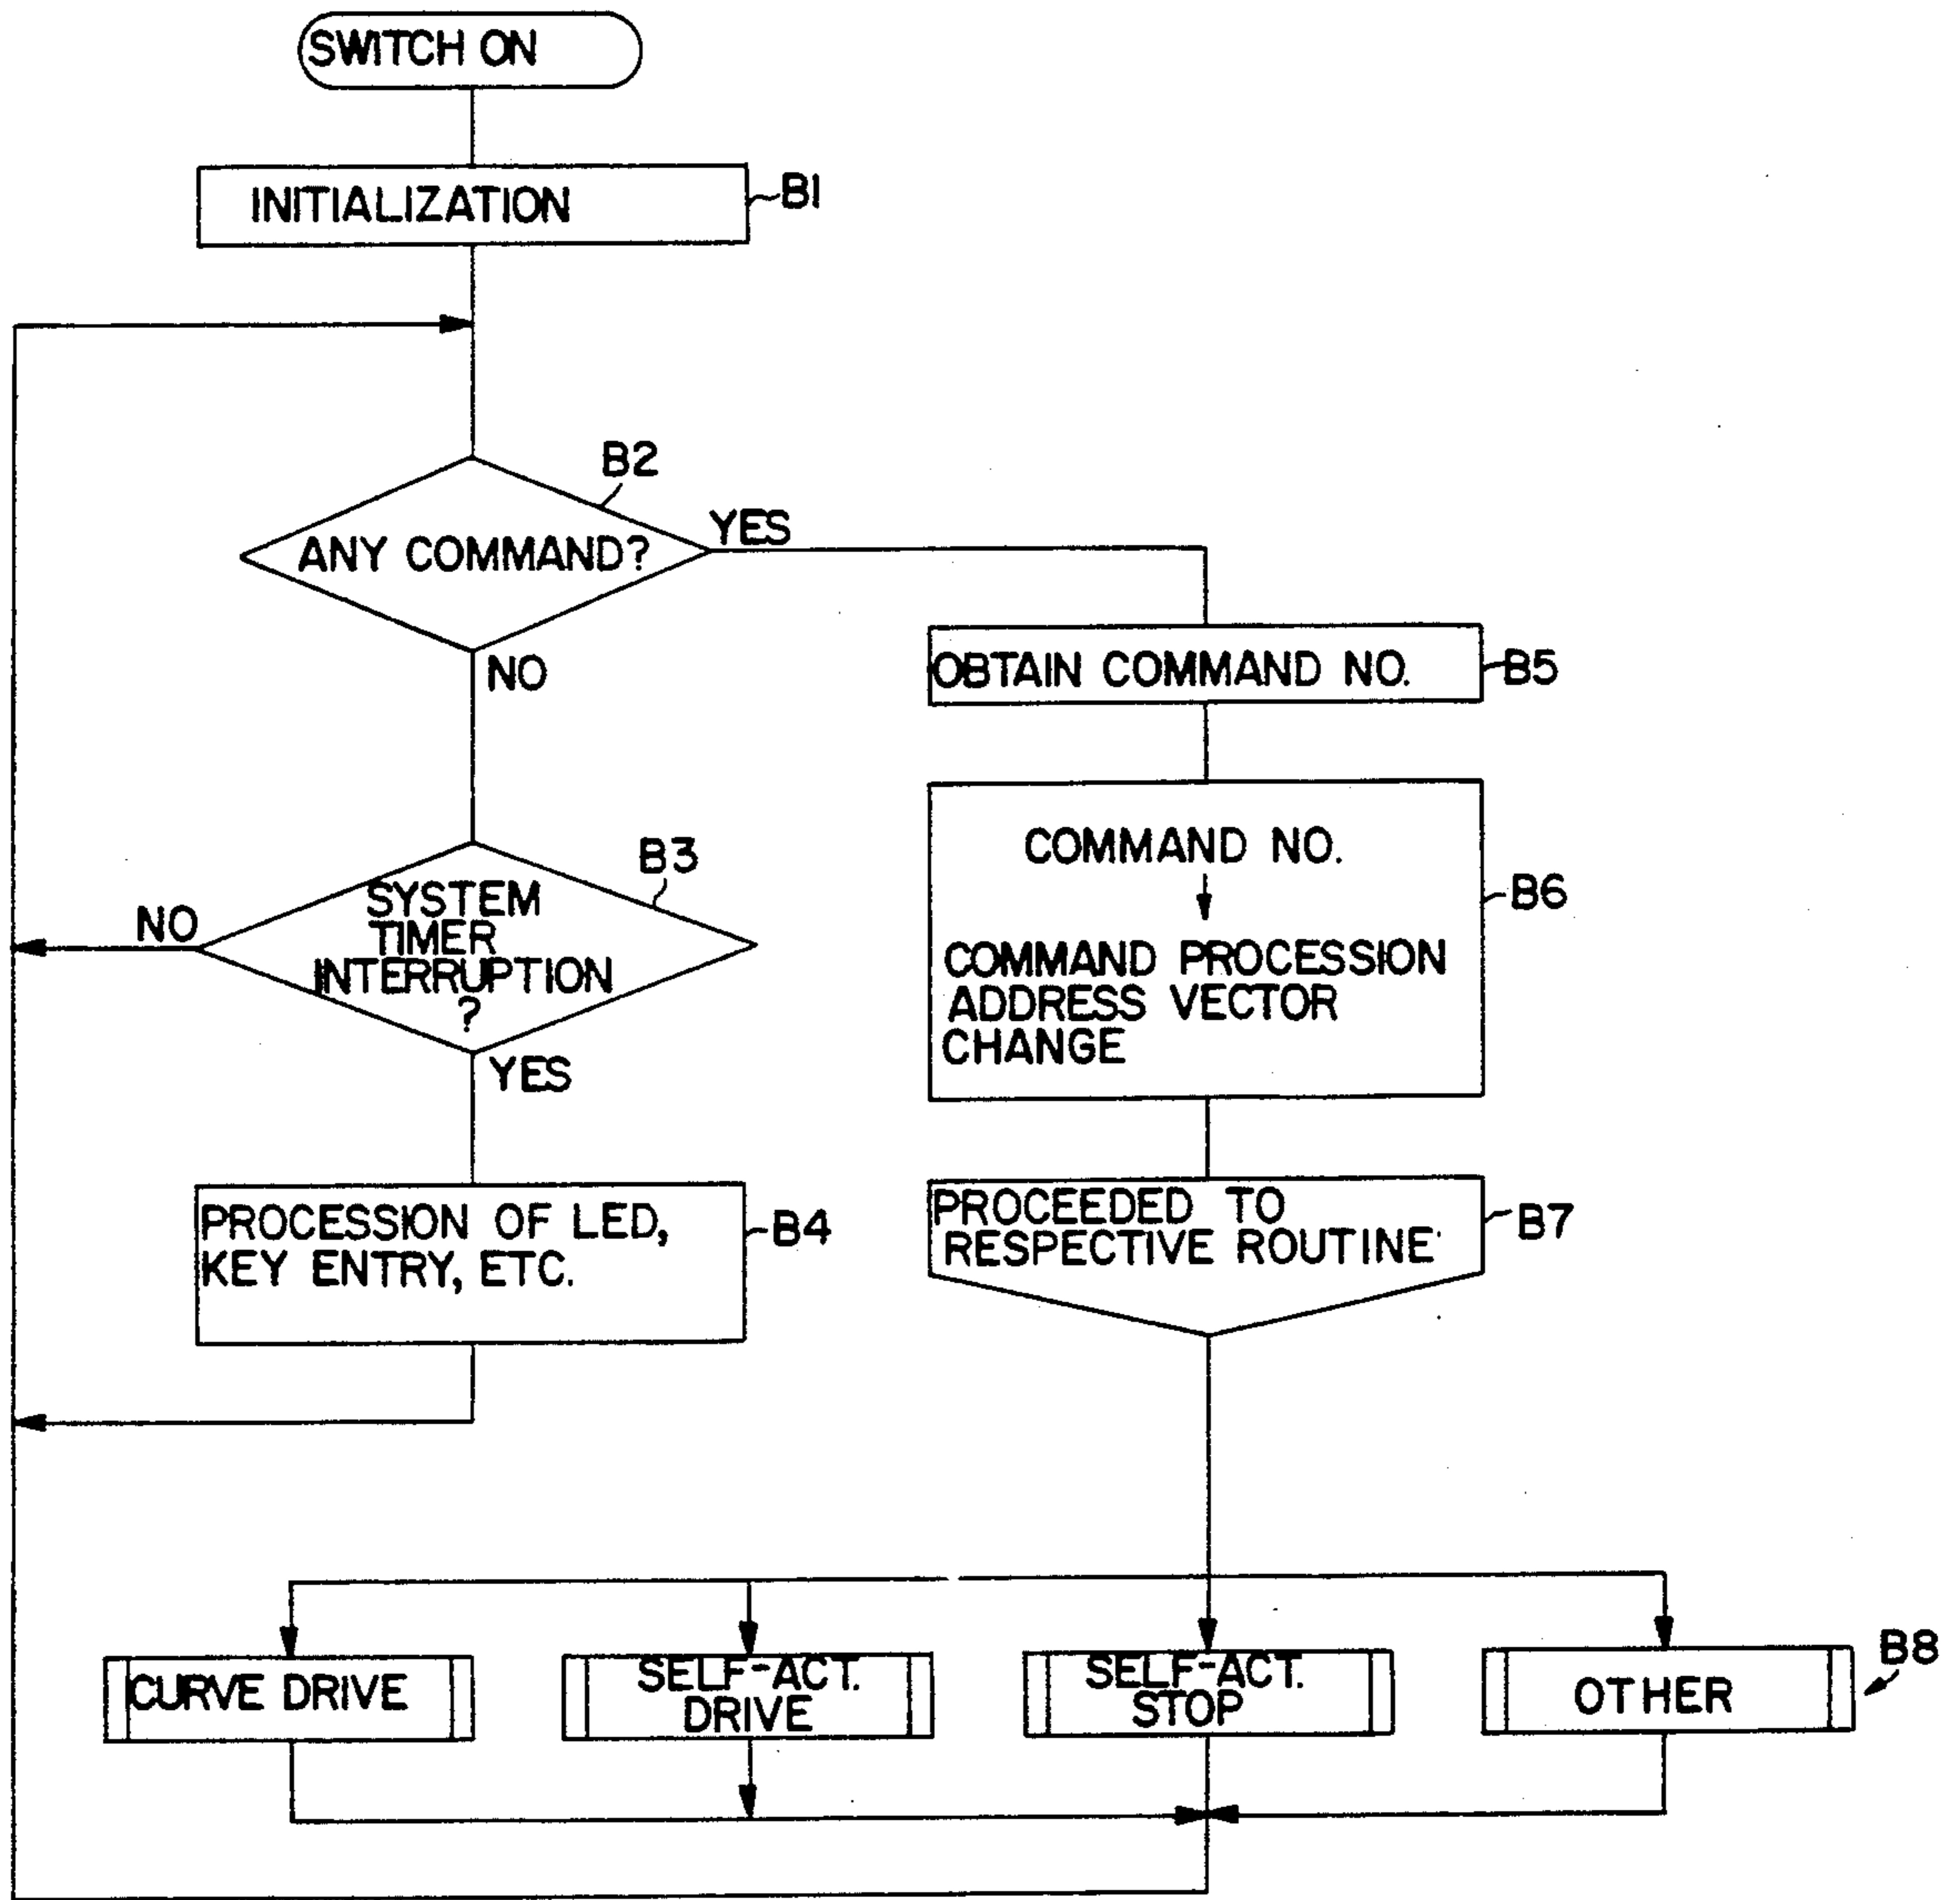 SWITCH ON
INITIALIZATION
B1
B2
ANY COMMAND?
YES
NO
OBTAIN COMMAND NO.
B5
COMMAND NO.
COMMAND PROCESSION
ADDRESS VECTOR
CHANGE
B6
B3
SYSTEM
TIMER
INTERRUPTION
?
NO
YES
PROCESSION OF LED,
KEY ENTRY, ETC.
B4
PROCEEDED TO
RESPECTIVE ROUTINE
B7
CURVE DRIVE
SELF-ACT.
DRIVE
SELF-ACT.
STOP
OTHER
B8